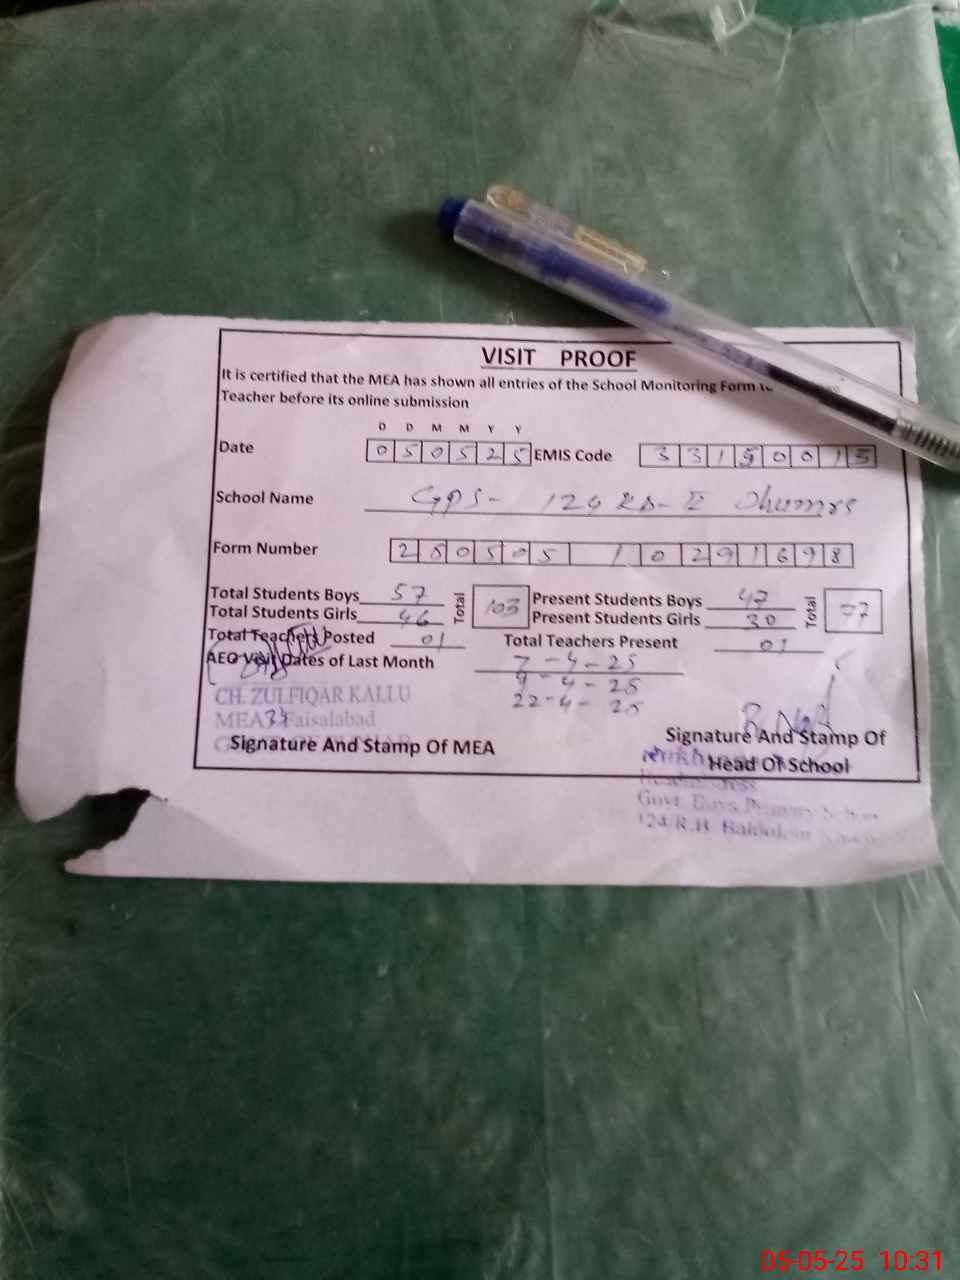 VISIT PROOF
It is certified that the MEA has shown all entries of the School Monitoring Form
Teacher before its online submission
D D M M Y Y
Date 0 5 0 5 2 5 EMIS Code 3 3 1 5 0 0 1 5
School Name GPS- 124
Form Number 2 5 0 5 0 5 1 0 2 9 1 6 9 8
Total Students Boys 57 Total 103 Present Students Boys 47 Total 77
Total Students Girls 46 Present Students Girls 30
Total Teachers Posted 01 Total Teachers Present 01
AEO Visit Dates of Last Month 7-4-25
9-4-25
22-4-25
CH. ZULFIQAR KALLU
MEA Faisalabad
Signature And Stamp Of MEA
Signature And Stamp Of
Head Of School
Headmistress
Govt. Boys Primary
124 R.B.
05-05-25 10:31